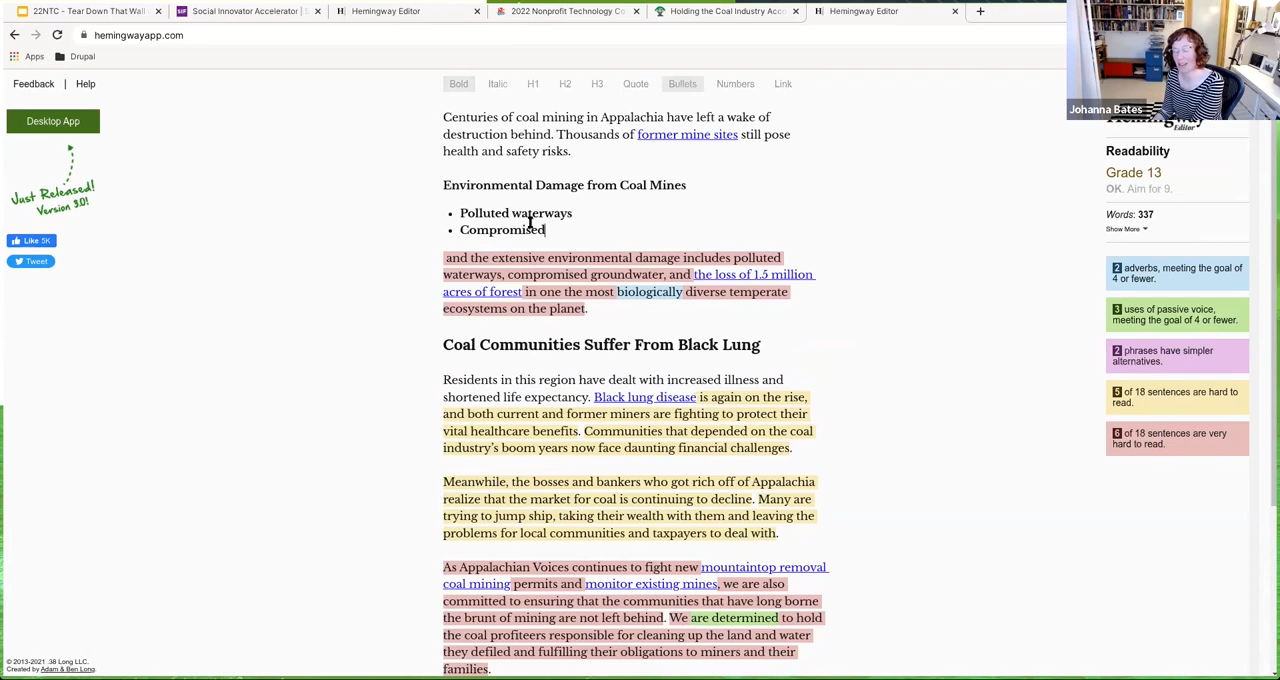 22NTC - Tear Down That Wall
Social Innovator Accelerator | S
Hemingway Editor
2022 Nonprofit Technology Co
Holding the Coal Industry Acc
Hemingway Editor
hemingwayapp.com
Apps
Drupal
Feedback | Help
Bold Italic H1 H2 H3 Quote Bullets Numbers Link
Desktop App
Just Released!
Version 3.0!
Like 5K
Tweet
Centuries of coal mining in Appalachia have left a wake of
destruction behind. Thousands of former mine sites still pose
health and safety risks.
Environmental Damage from Coal Mines
• Polluted waterways
• Compromised
and the extensive environmental damage includes polluted
waterways, compromised groundwater, and the loss of 1.5 million
acres of forest in one the most biologically diverse temperate
ecosystems on the planet.
Coal Communities Suffer From Black Lung
Residents in this region have dealt with increased illness and
shortened life expectancy. Black lung disease is again on the rise,
and both current and former miners are fighting to protect their
vital healthcare benefits. Communities that depended on the coal
industry's boom years now face daunting financial challenges.
Meanwhile, the bosses and bankers who got rich off of Appalachia
realize that the market for coal is continuing to decline. Many are
trying to jump ship, taking their wealth with them and leaving the
problems for local communities and taxpayers to deal with.
As Appalachian Voices continues to fight new mountaintop removal
coal mining permits and monitor existing mines, we are also
committed to ensuring that the communities that have long borne
the brunt of mining are not left behind. We are determined to hold
the coal profiteers responsible for cleaning up the land and water
they defiled and fulfilling their obligations to miners and their
families.
Johanna Bates
Hemingway
Editor
Readability
Grade 13
OK. Aim for 9.
Words: 337
Show More
2 adverbs, meeting the goal of
4 or fewer.
3 uses of passive voice,
meeting the goal of 4 or fewer.
2 phrases have simpler
alternatives.
5 of 18 sentences are hard to
read.
6 of 18 sentences are very
hard to read.
© 2013-2021 .38 Long LLC.
Created by Adam & Ben Long.